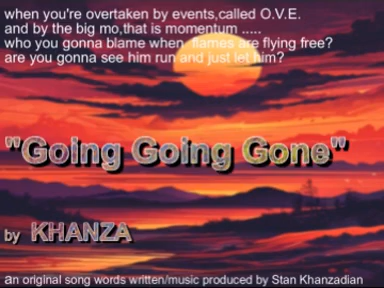 when you're overtaken by events,called O.V.E.
and by the big mo,that is momentum .....
who you gonna blame when  flames are flying free?
are you gonna see him run and just let him?
"Going Going Gone"
by KHANZA
an original song words written/music produced by Stan Khanzadian